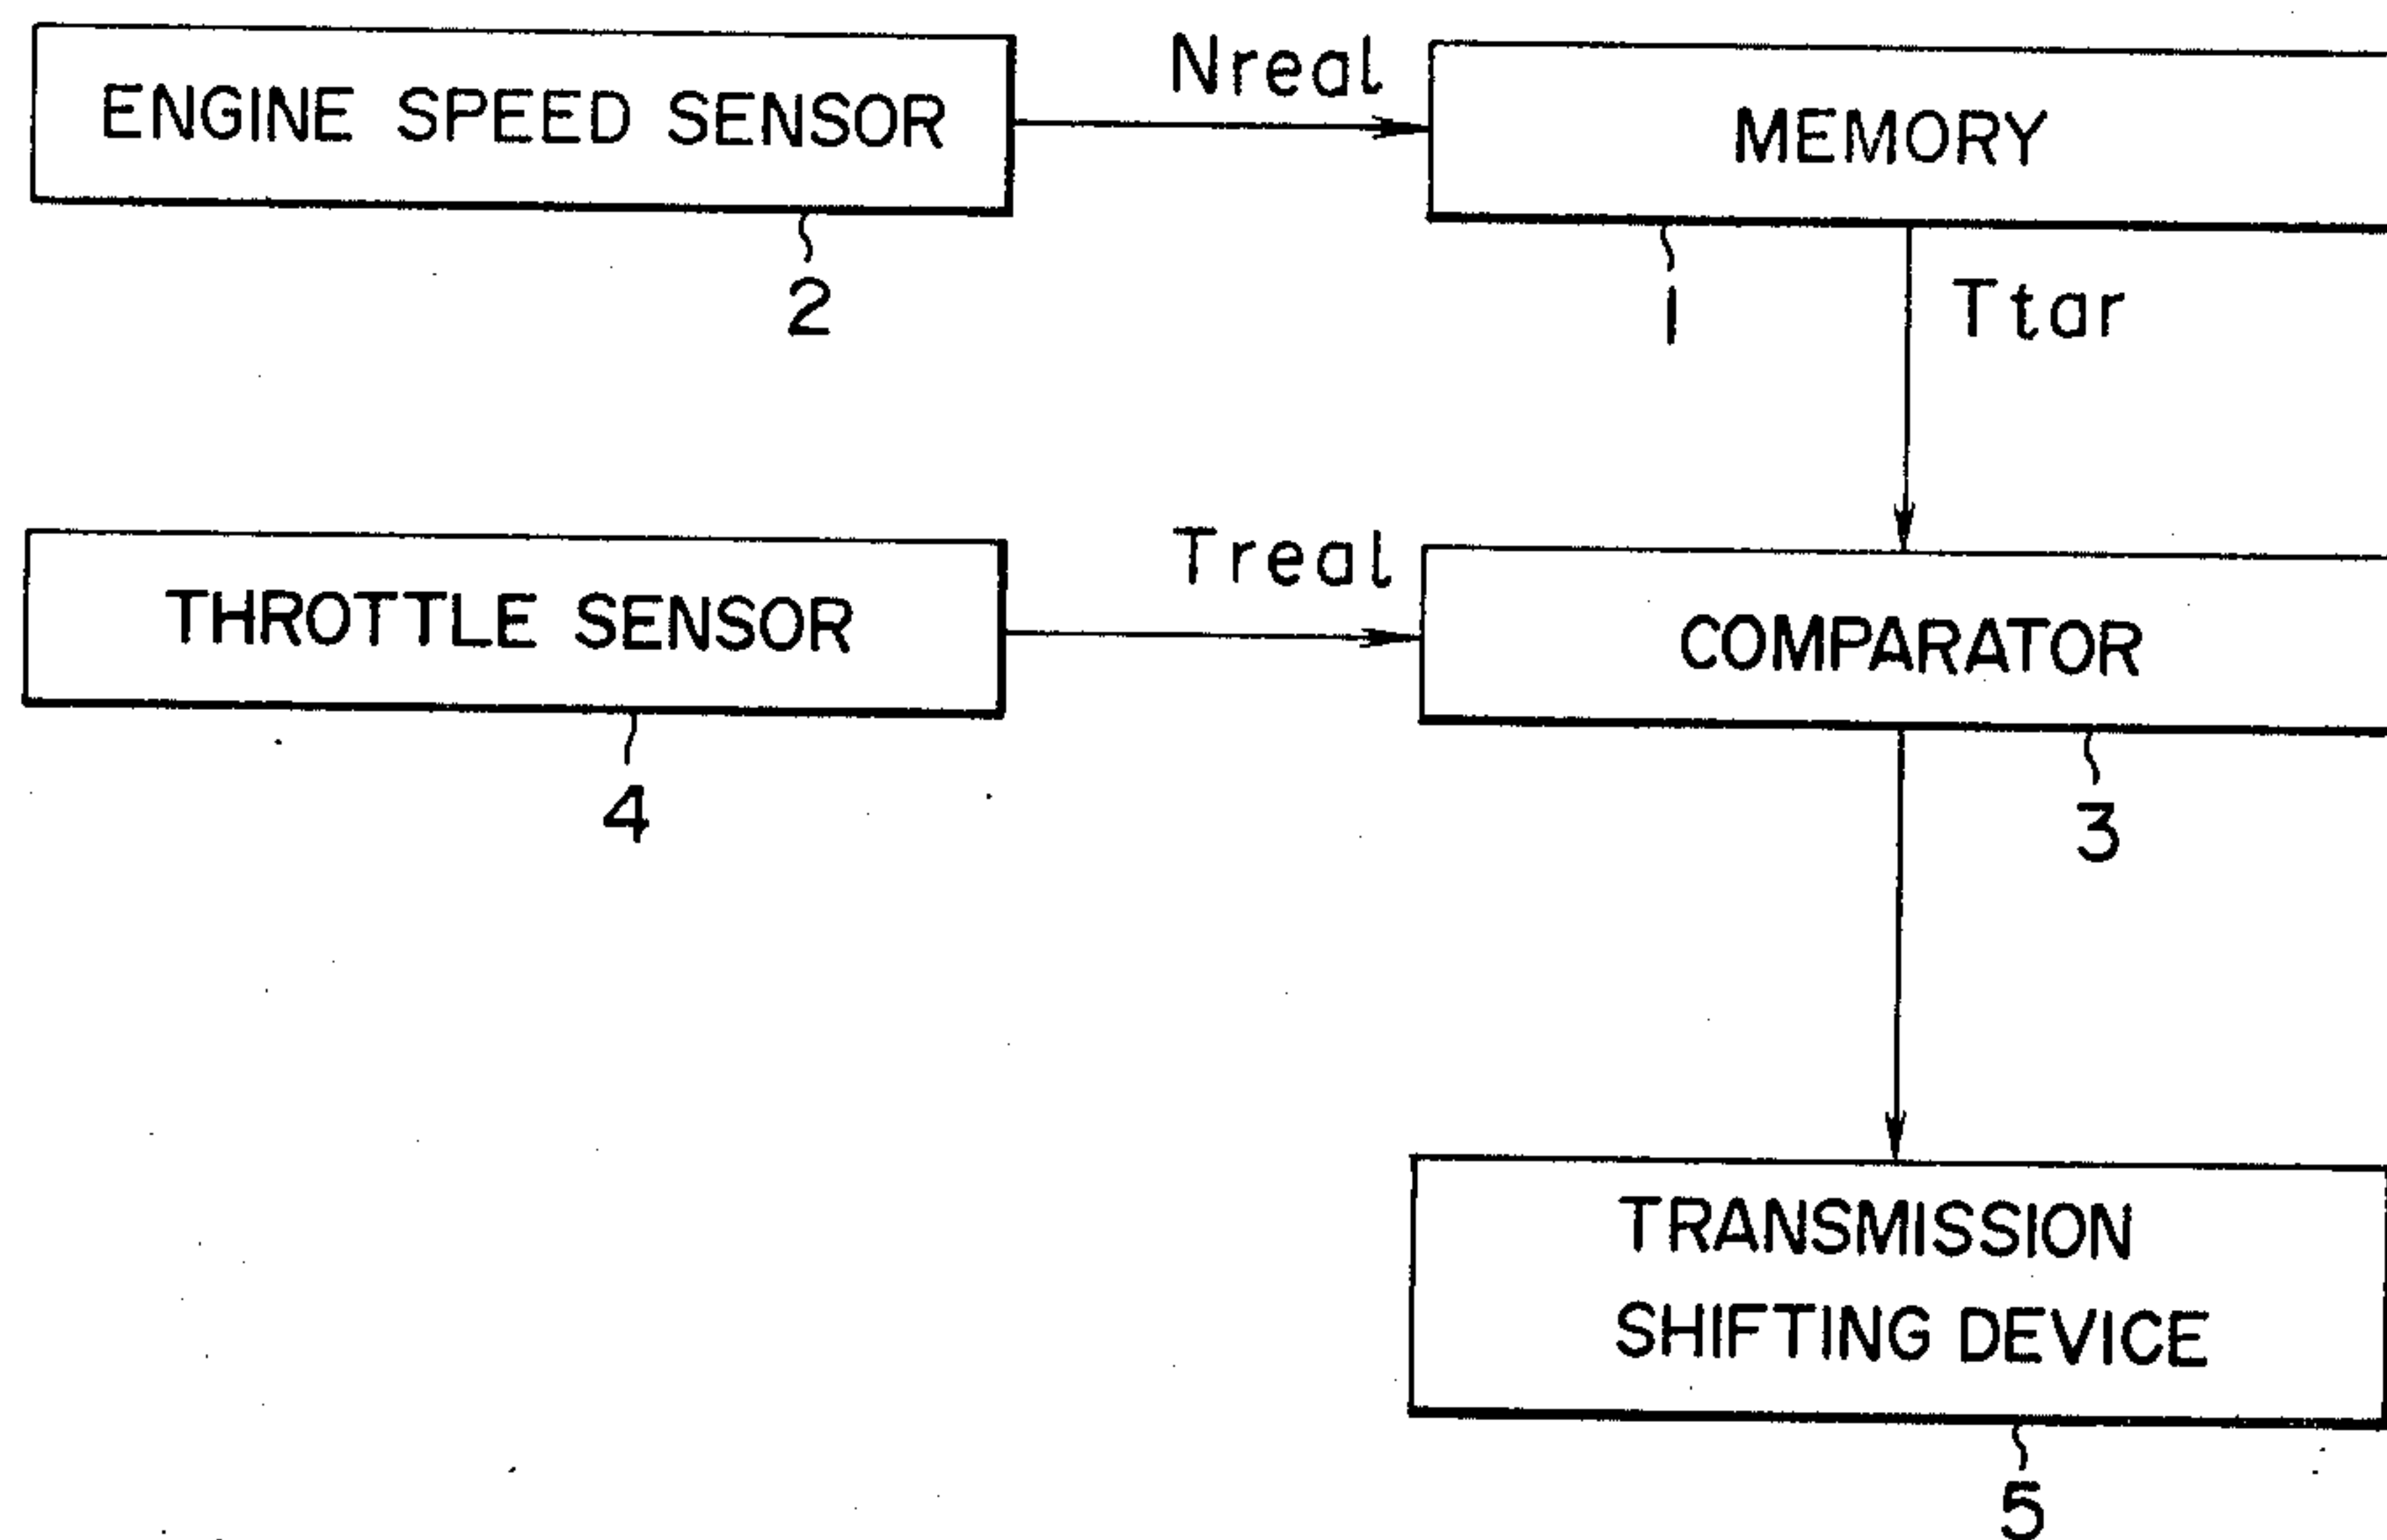 ENGINE SPEED SENSOR
Nreal
MEMORY
2
1
Ttar
THROTTLE SENSOR
Treal
COMPARATOR
4
3
TRANSMISSION
SHIFTING DEVICE
5